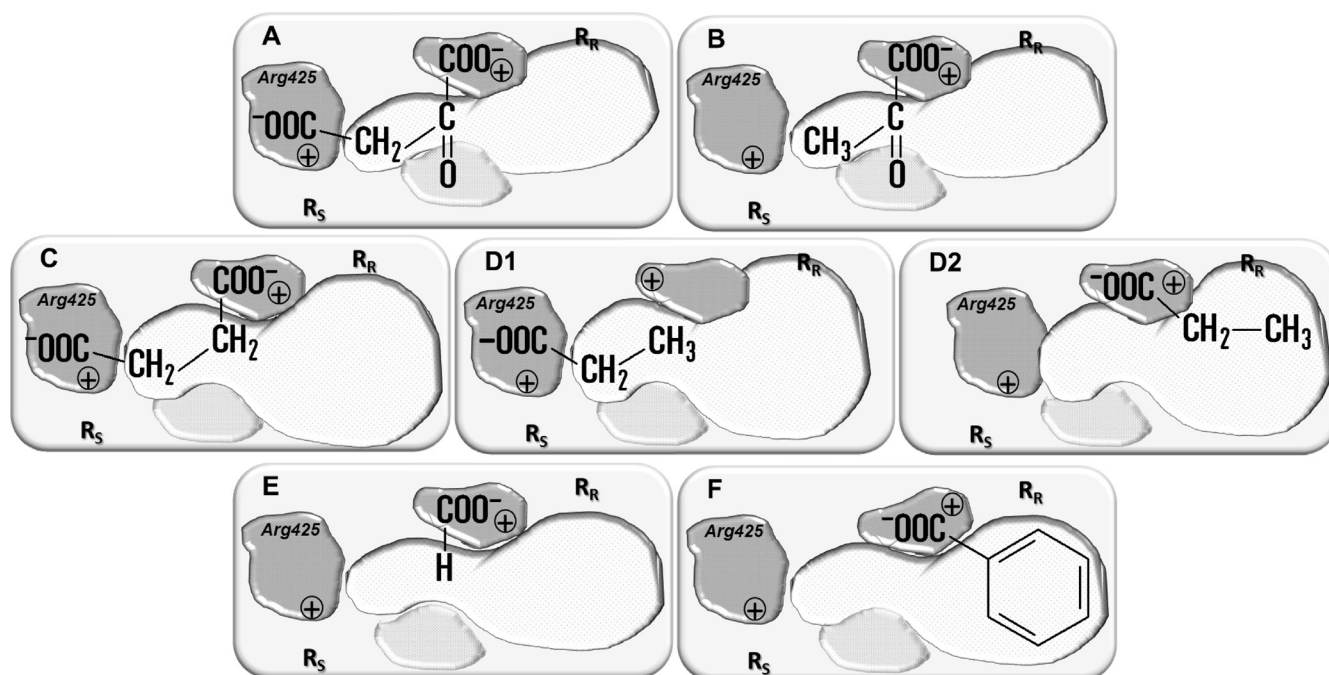 A R_R B R_R
COO⁻ ⊕ COO⁻ ⊕
Arg425 Arg425
⁻OOC CH₂ C CH₃ C
⊕ O ⊕ O
R_S R_S
C R_R D1 R_R D2 R_R
COO⁻ ⊕ ⊕ ⁻OOC ⊕
Arg425 Arg425 Arg425
⁻OOC CH₂ CH₂ -OOC CH₂ CH₃ CH₂ CH₃
⊕ ⊕ ⊕
R_S R_S R_S
E R_R F R_R
COO⁻ ⊕ ⁻OOC ⊕
Arg425 Arg425
H
⊕ ⊕
R_S R_S